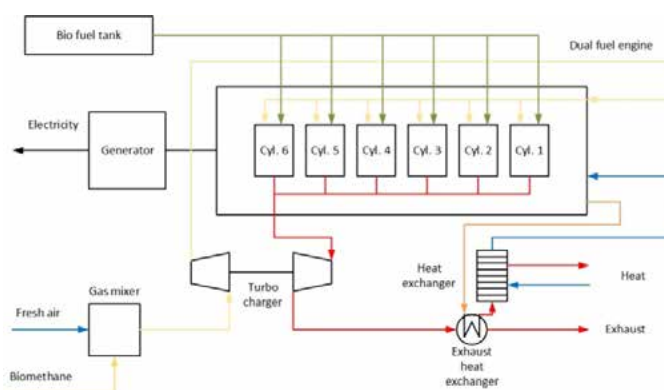 Bio fuel tank
Dual fuel engine
Electricity
Generator
Cyl. 6
Cyl. 5
Cyl. 4
Cyl. 3
Cyl. 2
Cyl. 1
Gas mixer
Turbo
charger
Heat
exchanger
Heat
Fresh air
Exhaust
Exhaust
heat
exchanger
Biomethane